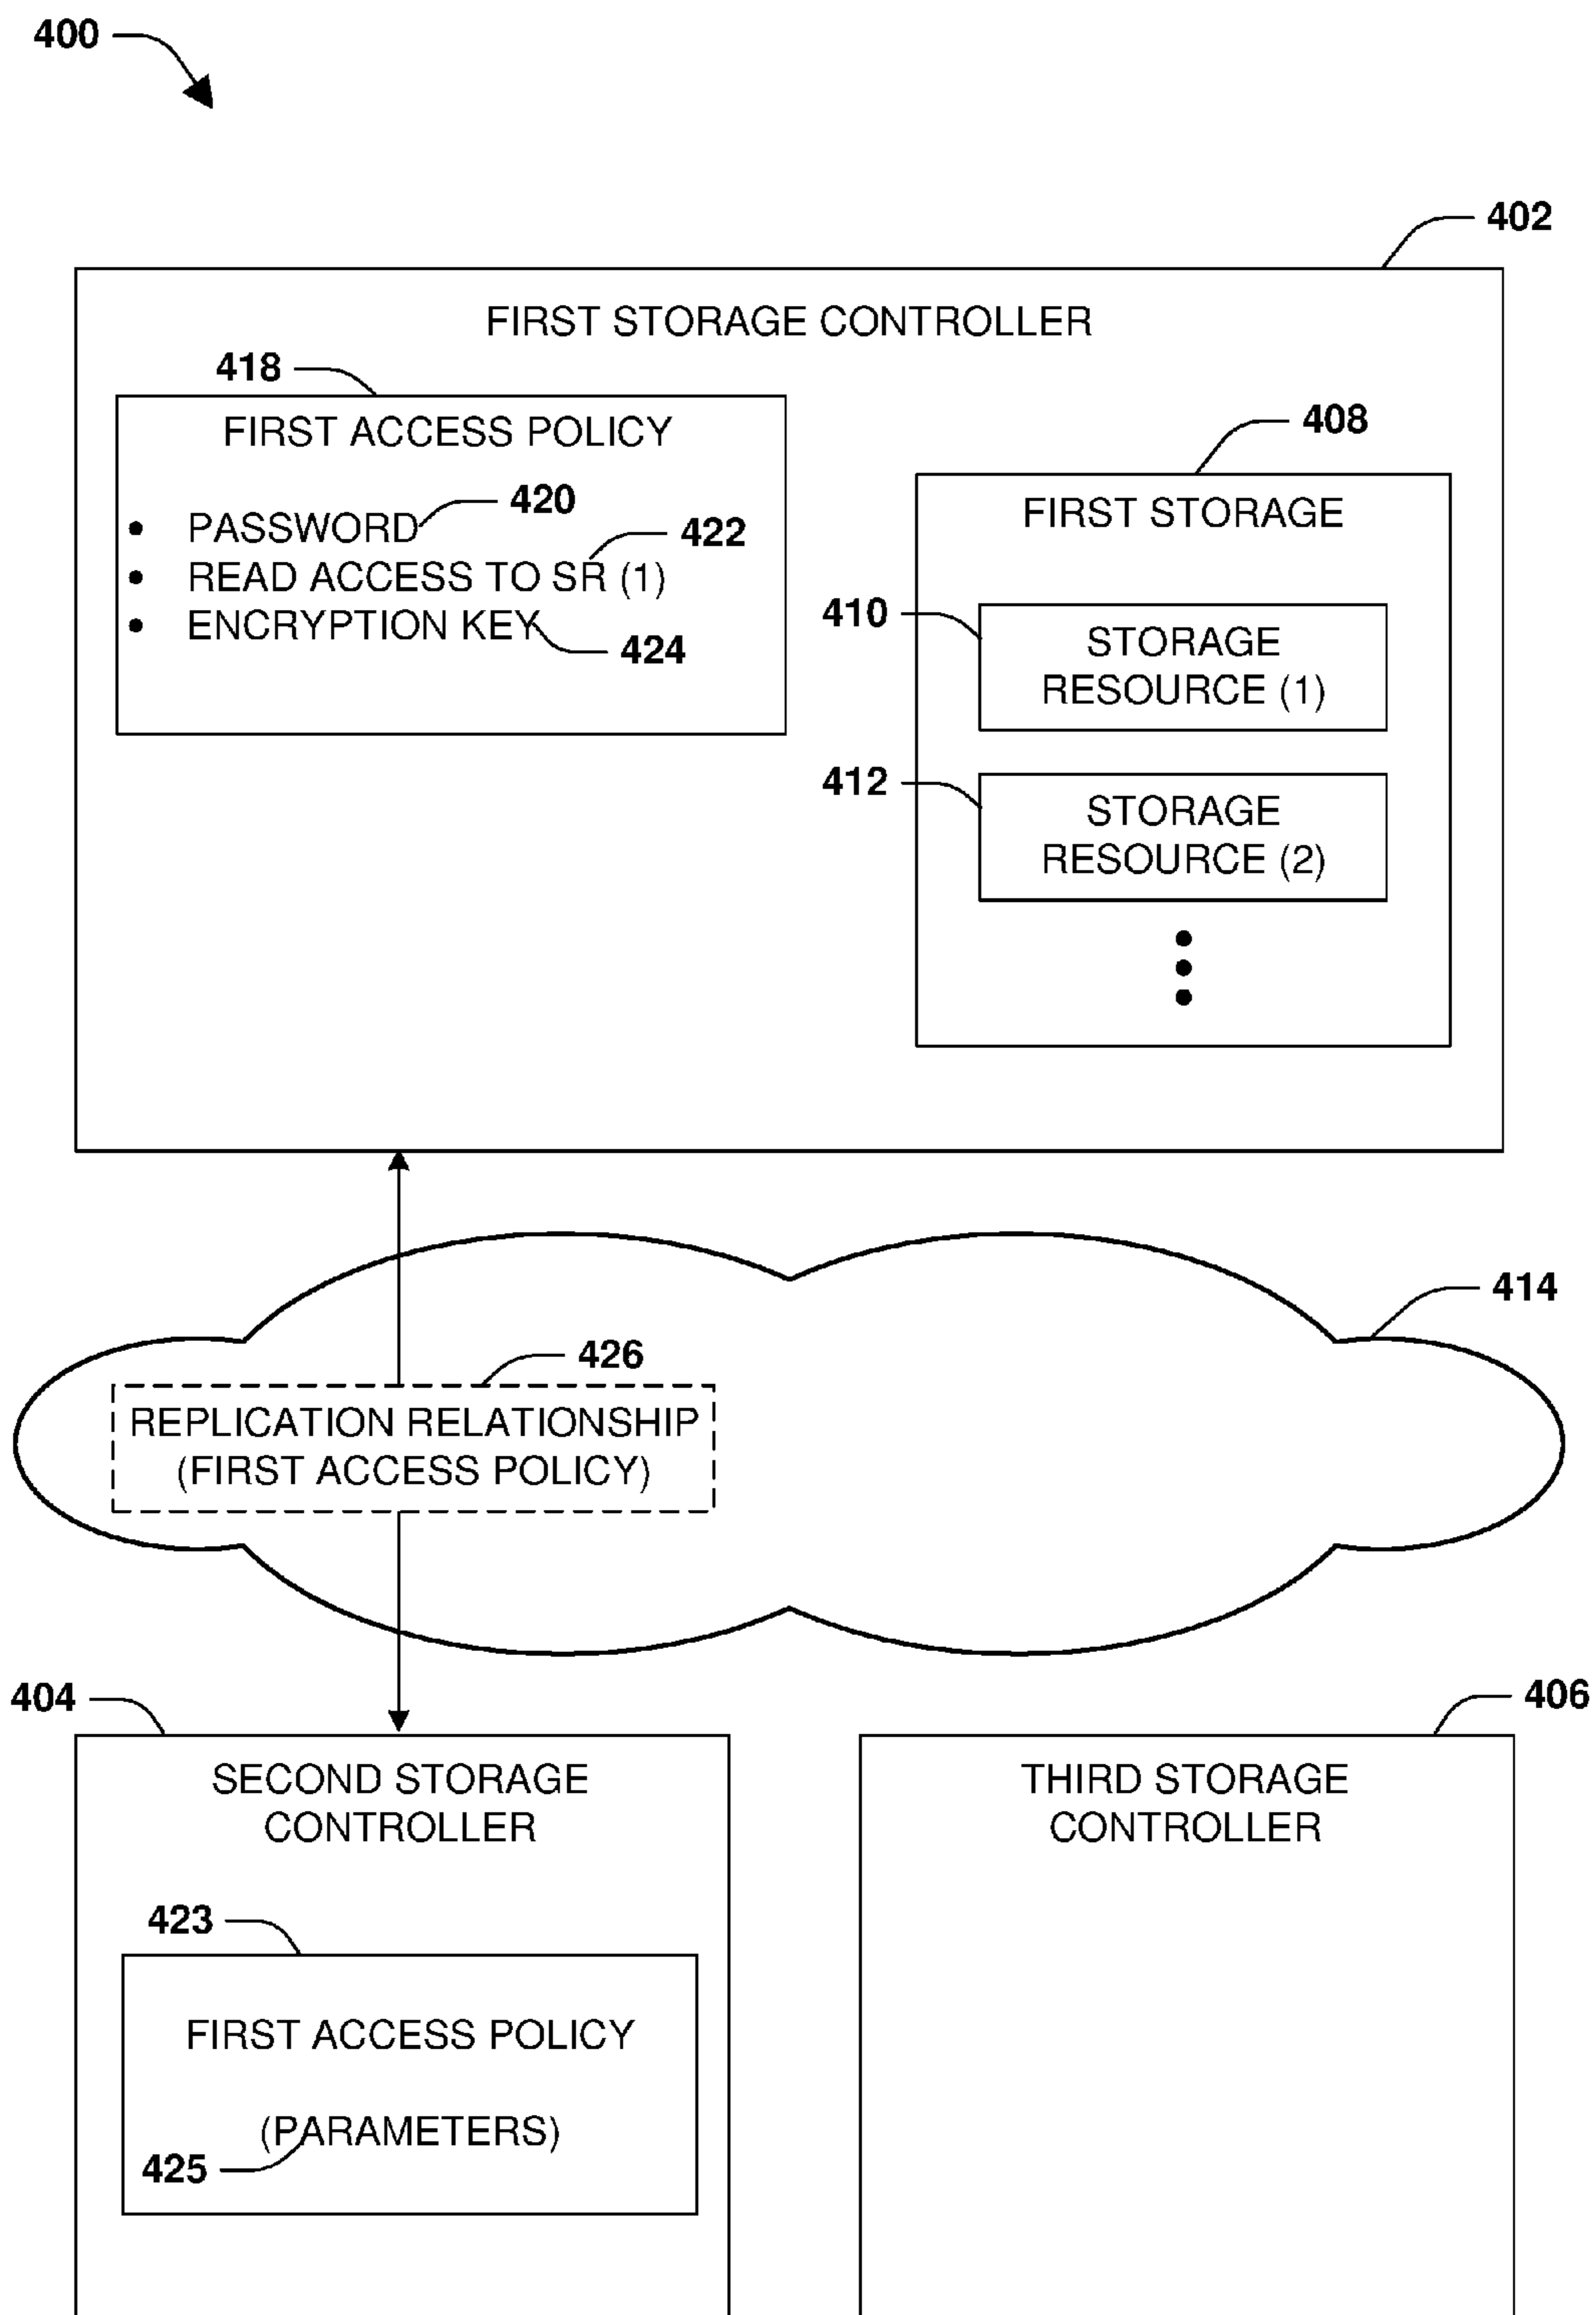 400
402
FIRST STORAGE CONTROLLER
418
FIRST ACCESS POLICY
• PASSWORD
420
• READ ACCESS TO SR (1)
422
• ENCRYPTION KEY
424
408
FIRST STORAGE
410
STORAGE
RESOURCE (1)
412
STORAGE
RESOURCE (2)
414
426
REPLICATION RELATIONSHIP
(FIRST ACCESS POLICY)
404
SECOND STORAGE
CONTROLLER
423
FIRST ACCESS POLICY
(PARAMETERS)
425
406
THIRD STORAGE
CONTROLLER